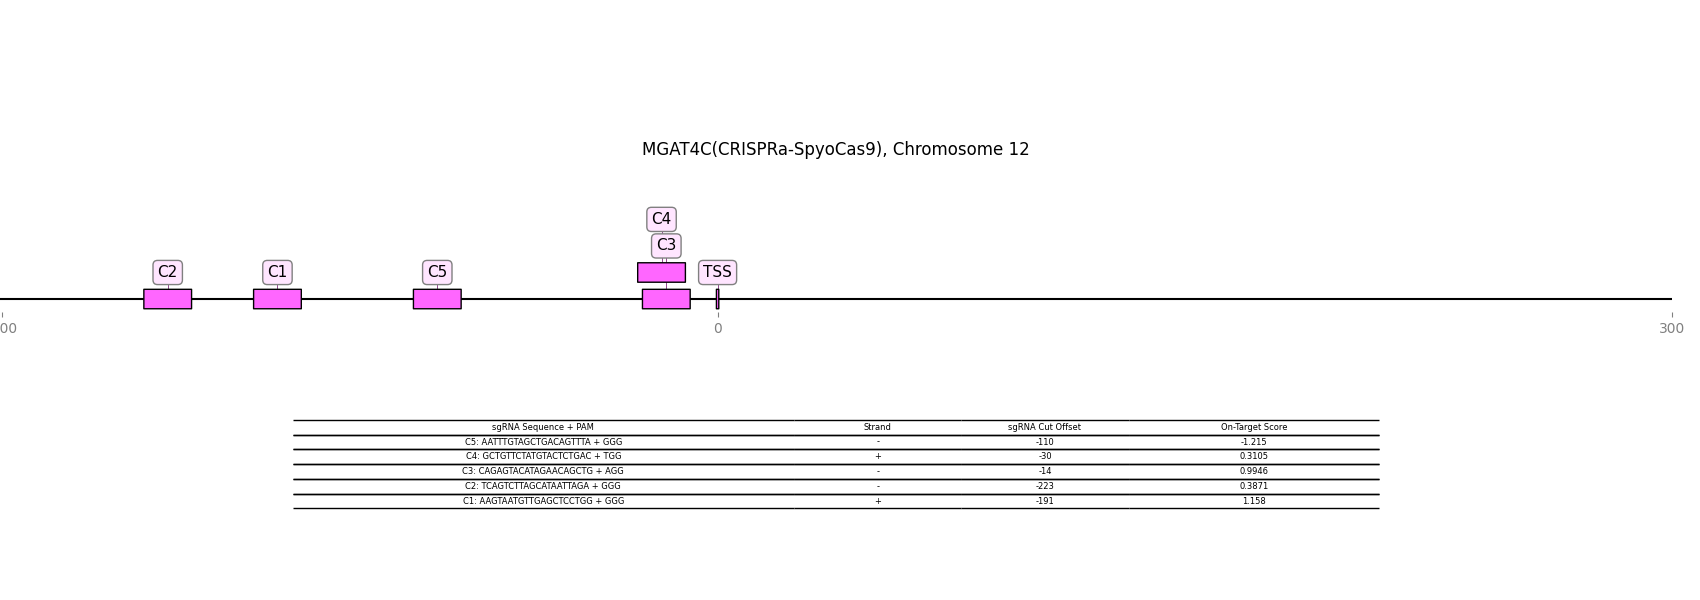 MGAT4C(CRISPRa-SpyoCas9), Chromosome 12
C4
C3
C2 C1 C5 TSS
00 0 300
sgRNA Sequence + PAM Strand sgRNA Cut Offset On-Target Score
C5: AATTTGTAGCTGACAGTTTA + GGG - -110 -1.215
C4: GCTGTTCTATGTACTCTGAC + TGG + -30 0.3105
C3: CAGAGTACATAGAACAGCTG + AGG - -14 0.9946
C2: TCAGTCTTAGCATAATTAGA + GGG - -223 0.3871
C1: AAGTAATGTTGAGCTCCTGG + GGG + -191 1.158